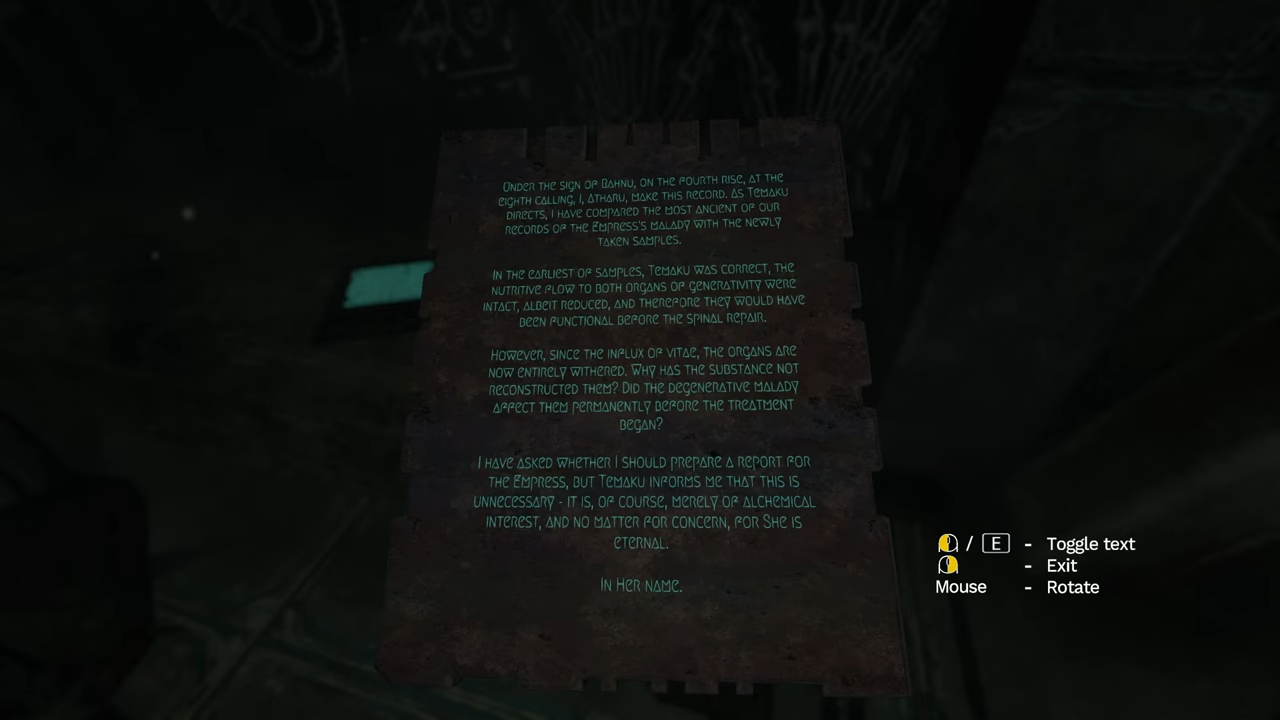 Under the sign of Bahnu, on the fourth rise, at the
eighth calling, I, Atharu, make this record. As Temaku
directs, I have compared the most ancient of our
records of the Empress's malady with the newly
taken samples.
In the earliest of samples, Temaku was correct, the
nutritive flow to both organs of generativity were
intact, albeit reduced, and therefore they would have
been functional before the spinal repair.
However, since the influx of vitae, the organs are
now entirely withered. Why has the substance not
reconstructed them? Did the degenerative malady
affect them permanently before the treatment
began?
I have asked whether I should prepare a report for
the Empress, but Temaku informs me that this is
unnecessary - it is, of course, merely of alchemical
interest, and no matter for concern, for She is
eternal.
In Her name.
/ E - Toggle text
- Exit
Mouse - Rotate